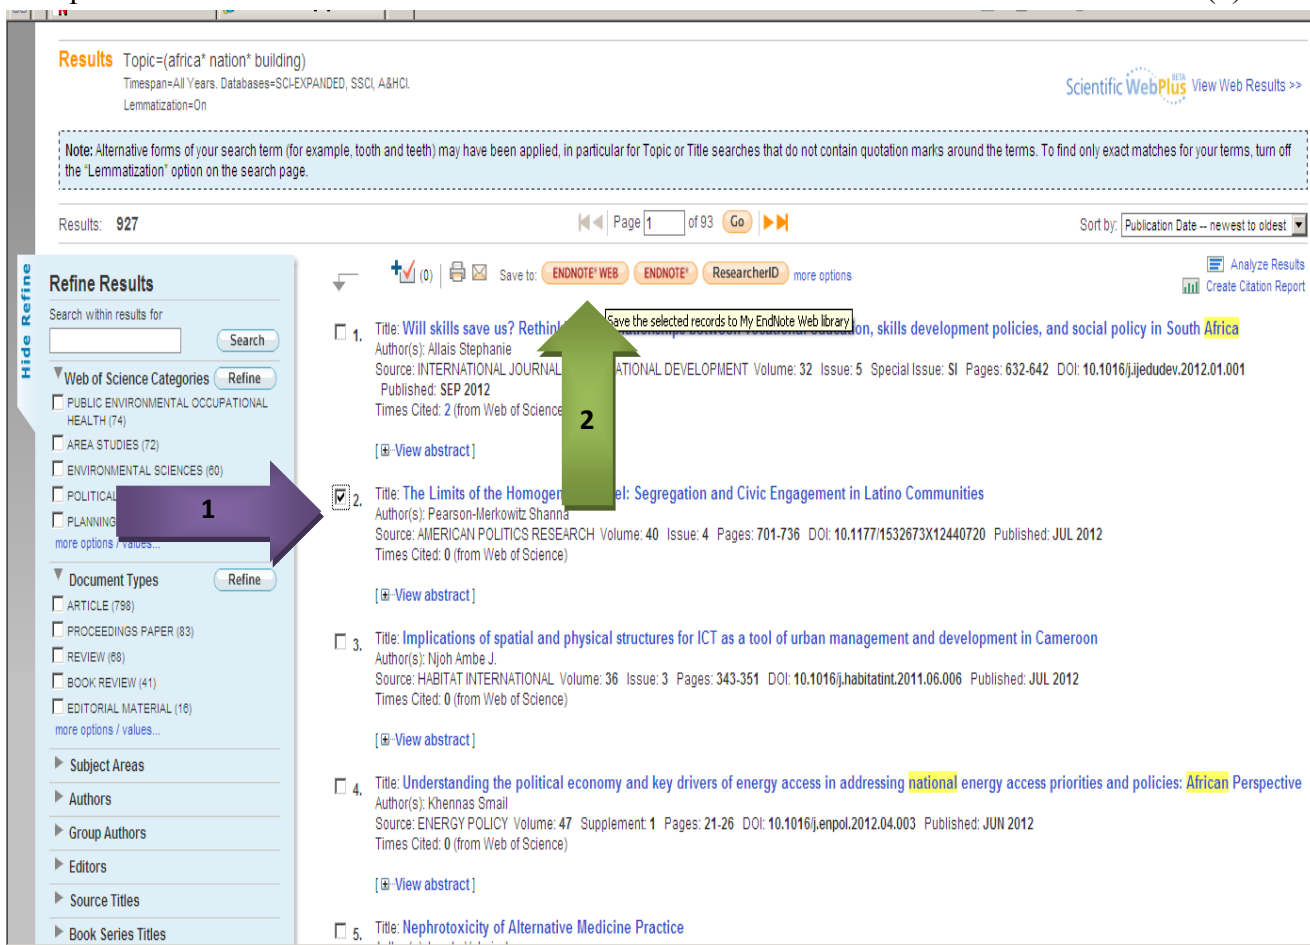 Results Topic=(africa* nation* building)
Timespan=All Years. Databases=SCI-EXPANDED, SSCI, A&HCI.
Lemmatization=On
Scientific WebPlus BETA View Web Results >>
Note: Alternative forms of your search term (for example, tooth and teeth) may have been applied, in particular for Topic or Title searches that do not contain quotation marks around the terms. To find only exact matches for your terms, turn off
the "Lemmatization" option on the search page.
Results: 927
Page 1 of 93 Go
Sort by: Publication Date -- newest to oldest
Hide Refine
Refine Results
Search within results for
Search
Web of Science Categories Refine
PUBLIC ENVIRONMENTAL OCCUPATIONAL
HEALTH (74)
AREA STUDIES (72)
ENVIRONMENTAL SCIENCES (60)
POLITICAL
PLANNING
more options / values...
Document Types Refine
ARTICLE (798)
PROCEEDINGS PAPER (83)
REVIEW (68)
BOOK REVIEW (41)
EDITORIAL MATERIAL (16)
more options / values...
Subject Areas
Authors
Group Authors
Editors
Source Titles
Book Series Titles
1
(0) Save to: ENDNOTE® WEB ENDNOTE® ResearcherID more options
Analyze Results
Create Citation Report
Save the selected records to My EndNote Web library
2
1. Title: Will skills save us? education, skills development policies, and social policy in South Africa
Author(s): Allais Stephanie
Source: INTERNATIONAL JOURNAL DEVELOPMENT Volume: 32 Issue: 5 Special Issue: SI Pages: 632-642 DOI: 10.1016/j.ijedudev.2012.01.001
Published: SEP 2012
Times Cited: 2 (from Web of Science
[ View abstract ]
2. Title: The Limits of the : Segregation and Civic Engagement in Latino Communities
Author(s): Pearson-Merkowitz Shanna
Source: AMERICAN POLITICS RESEARCH Volume: 40 Issue: 4 Pages: 701-736 DOI: 10.1177/1532673X12440720 Published: JUL 2012
Times Cited: 0 (from Web of Science)
[ View abstract ]
3. Title: Implications of spatial and physical structures for ICT as a tool of urban management and development in Cameroon
Author(s): Njoh Ambe J.
Source: HABITAT INTERNATIONAL Volume: 36 Issue: 3 Pages: 343-351 DOI: 10.1016/j.habitatint.2011.06.006 Published: JUL 2012
Times Cited: 0 (from Web of Science)
[ View abstract ]
4. Title: Understanding the political economy and key drivers of energy access in addressing national energy access priorities and policies: African Perspective
Author(s): Khennas Smail
Source: ENERGY POLICY Volume: 47 Supplement: 1 Pages: 21-26 DOI: 10.1016/j.enpol.2012.04.003 Published: JUN 2012
Times Cited: 0 (from Web of Science)
[ View abstract ]
5. Title: Nephrotoxicity of Alternative Medicine Practice